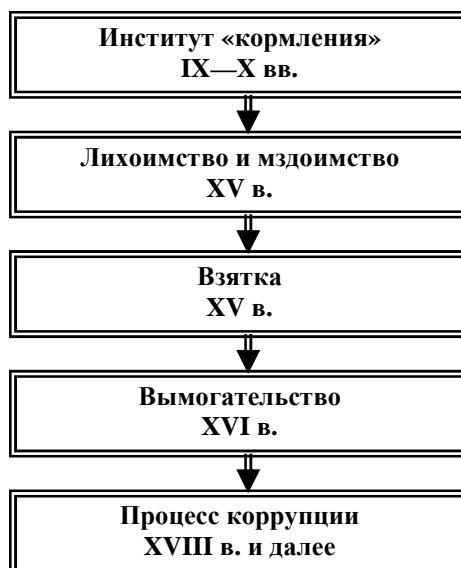 Институт «кормления»
IX—X вв.
Лихоимство и мздоимство
XV в.
Взятка
XV в.
Вымогательство
XVI в.
Процесс коррупции
XVIII в. и далее